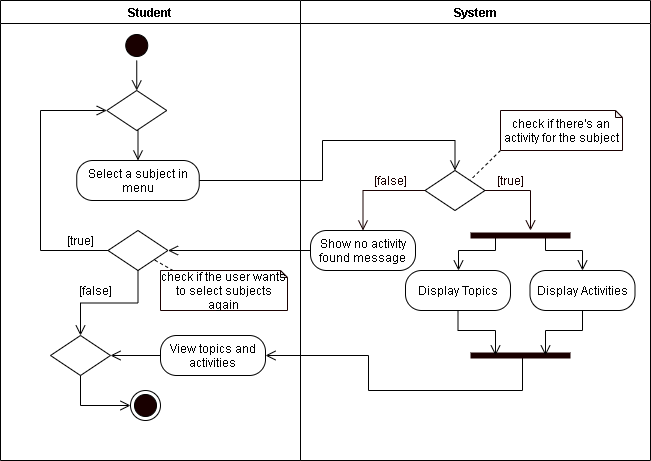 Student
System
check if there's an
activity for the subject
Select a subject in
menu
[false]
[true]
[true]
Show no activity
found message
check if the user wants
to select subjects
again
[false]
Display Topics
Display Activities
View topics and
activities